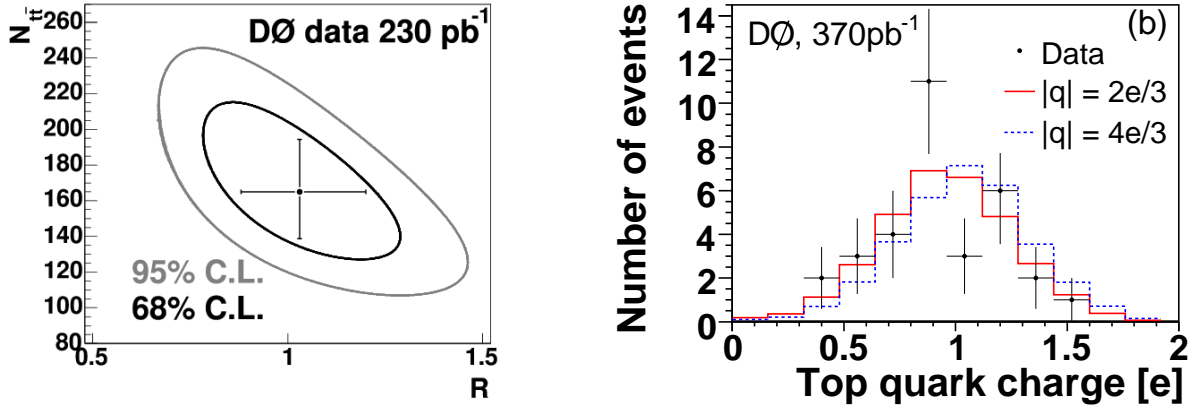 N_{tt̄}
260
240
220
200
180
160
140
120
100
80
DØ data 230 pb⁻¹
95% C.L.
68% C.L.
0.5
1
1.5
R
Number of events
14
12
10
8
6
4
2
0
DØ, 370pb⁻¹
(b)
Data
|q| = 2e/3
|q| = 4e/3
0
0.5
1
1.5
2
Top quark charge [e]